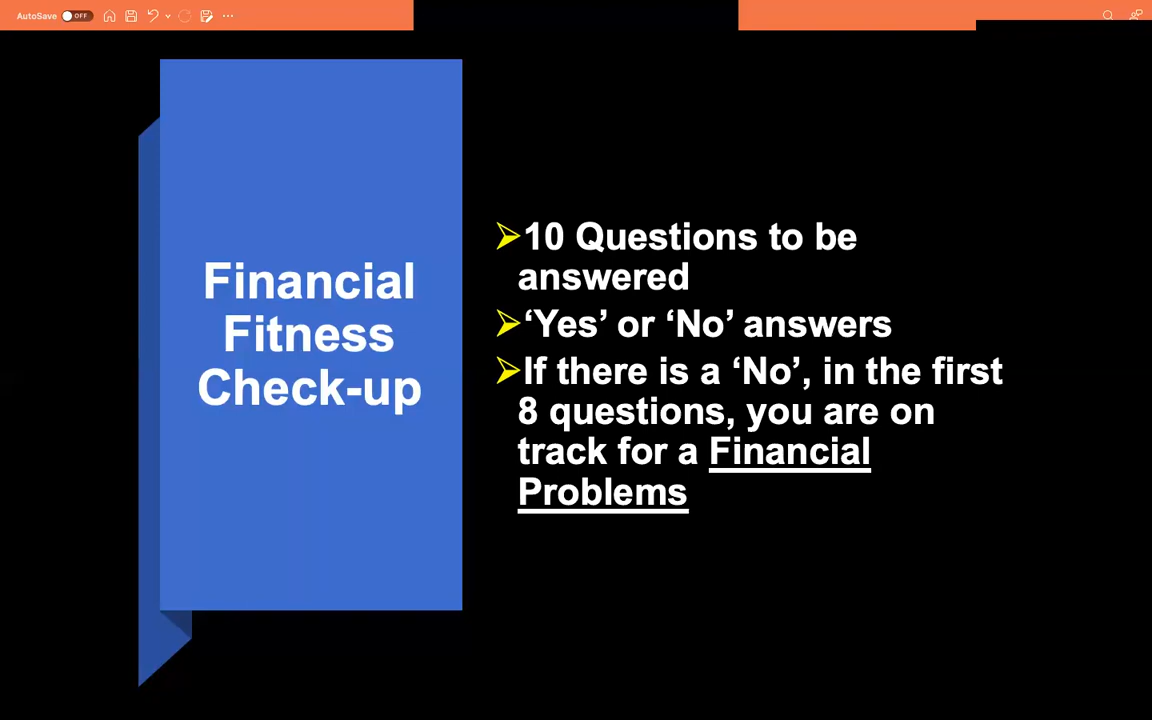 AutoSave OFF
Financial
Fitness
Check-up
➢10 Questions to be
answered
➢‘Yes’ or ‘No’ answers
➢If there is a ‘No’, in the first
8 questions, you are on
track for a Financial
Problems